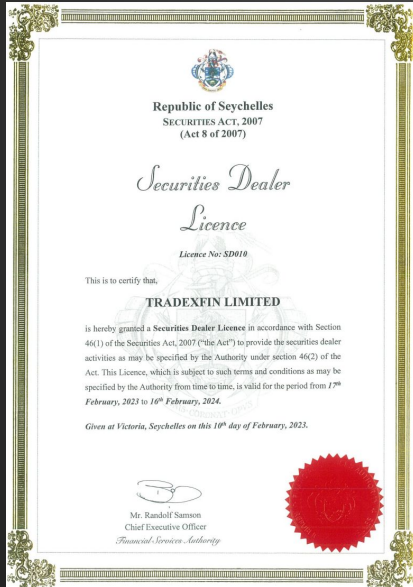 Republic of Seychelles
SECURITIES ACT, 2007
(Act 8 of 2007)
Securities Dealer
Licence
Licence No: SD010
This is to certify that,
TRADEXFIN LIMITED
is hereby granted a Securities Dealer Licence in accordance with Section
46(1) of the Securities Act, 2007 ("the Act") to provide the securities dealer
activities as may be specified by the Authority under section 46(2) of the
Act. This Licence, which is subject to such terms and conditions as may be
specified by the Authority from time to time, is valid for the period from 17th
February, 2023 to 16th February, 2024.
Given at Victoria, Seychelles on this 10th day of February, 2023.
Mr. Randolf Samson
Chief Executive Officer
Financial Services Authority